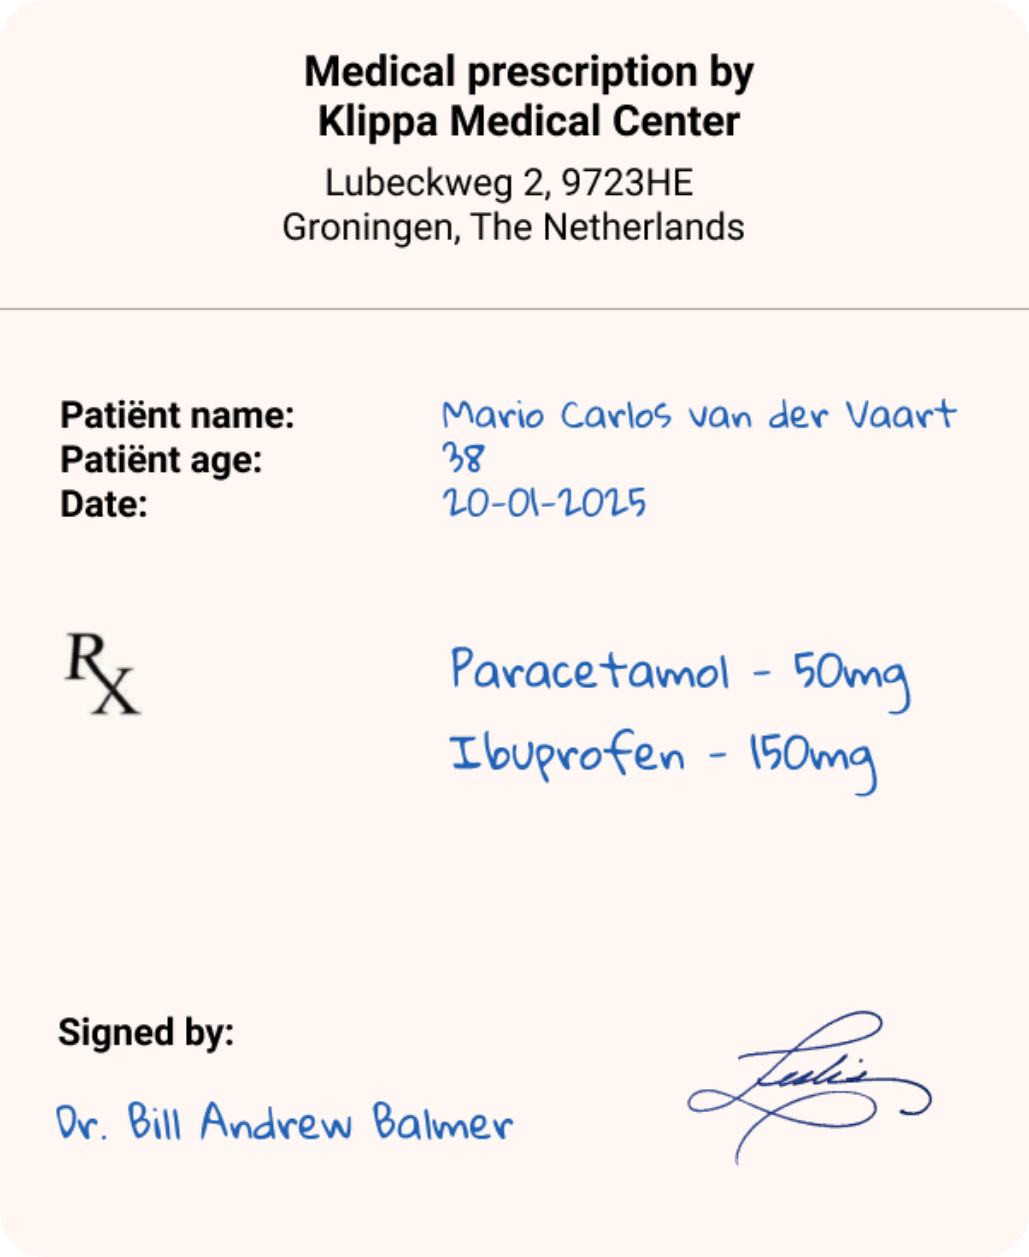 Medical prescription by
Klippa Medical Center
Lubeckweg 2, 9723HE
Groningen, The Netherlands
Patiënt name: Mario Carlos van der Vaart
Patiënt age: 38
Date: 20-01-2025
Rx
Paracetamol - 50mg
Ibuprofen - 150mg
Signed by:
Dr. Bill Andrew Balmer
Leslie